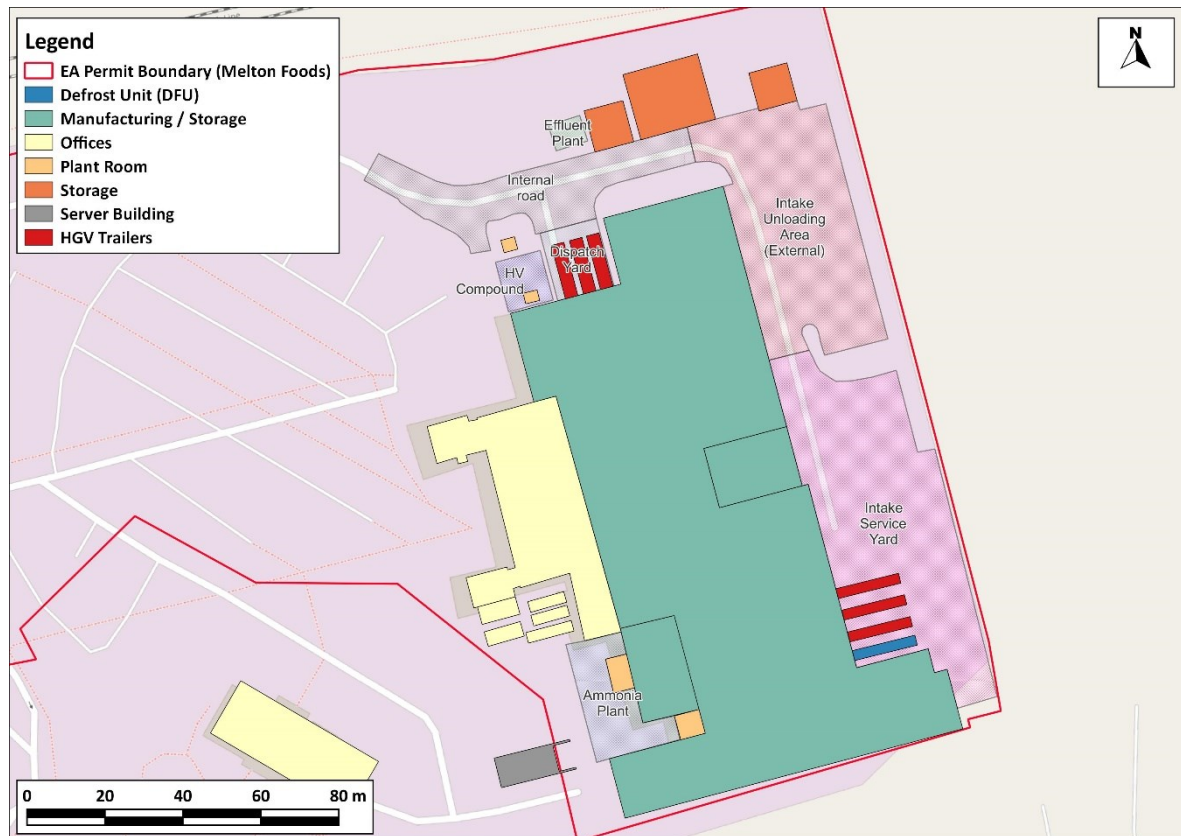 Legend
EA Permit Boundary (Melton Foods)
Defrost Unit (DFU)
Manufacturing / Storage
Offices
Plant Room
Storage
Server Building
HGV Trailers
N
Effluent
Plant
Internal
road
Intake
Unloading
Area
(External)
Dispatch
Yard
HV
Compound
Intake
Service
Yard
Ammonia
Plant
0 20 40 60 80 m